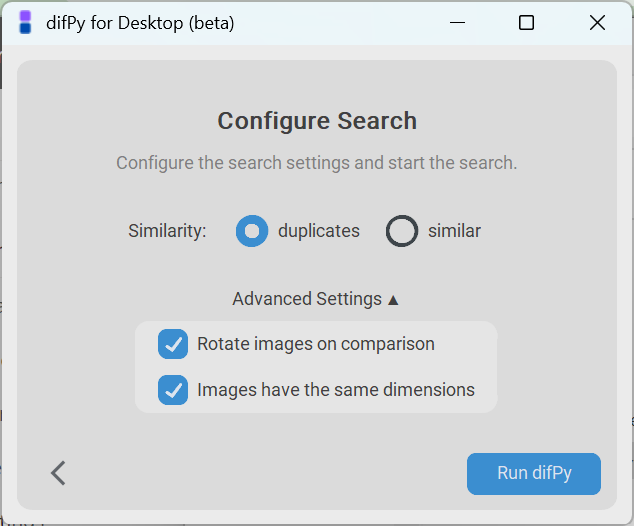 difPy for Desktop (beta)
Configure Search
Configure the search settings and start the search.
Similarity: duplicates similar
Advanced Settings ▲
Rotate images on comparison
Images have the same dimensions
Run difPy